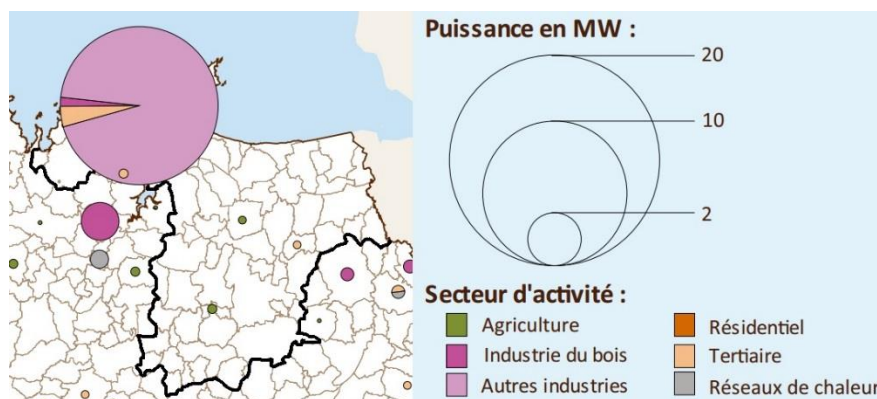 Puissance en MW :
20
10
2
Secteur d'activité :
Agriculture
Industrie du bois
Autres industries
Résidentiel
Tertiaire
Réseaux de chaleur